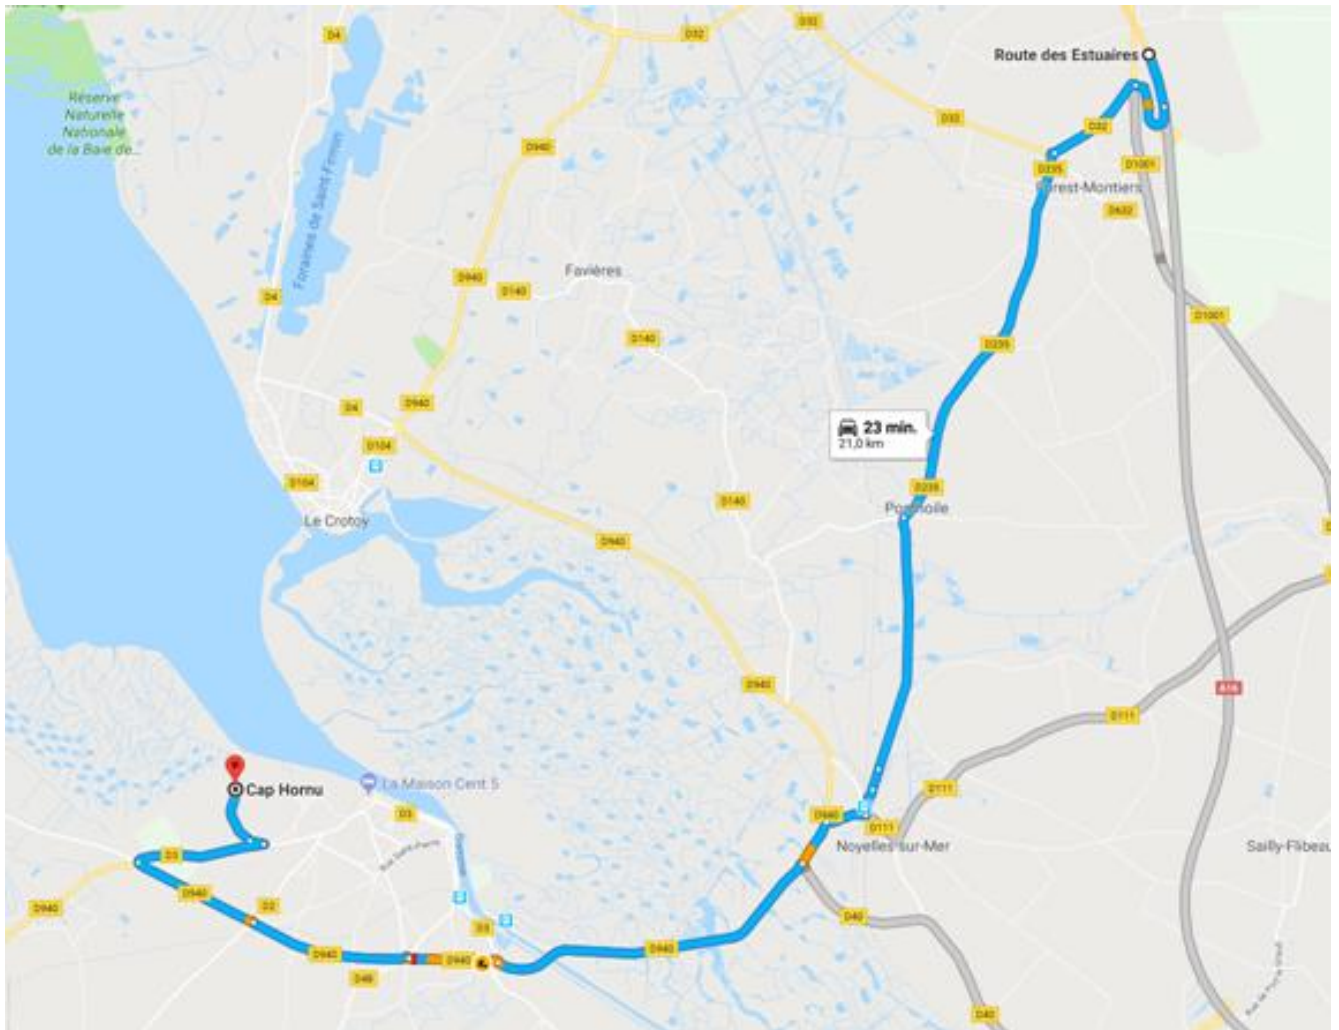 D32
D4
D32
Route des Estuaires
Réserve
Naturelle
Nationale
de la Baie de...
D32
D32
D940
D1001
D235
Forest-Montiers
D632
Favières
D940
D140
D4
D1001
D140
D235
23 min.
21,0 km
D940
D4
D104
D104
D235
D140
Le Crotoy
D940
D940
A16
D111
Cap Hornu
La Maison Cent 5
D111
D3
D940
D111
Noyelles-sur-Mer
Sailly-Flibeau
D3
D940
D2
D940
D40
D3
D940
D940
D940
D48
D40